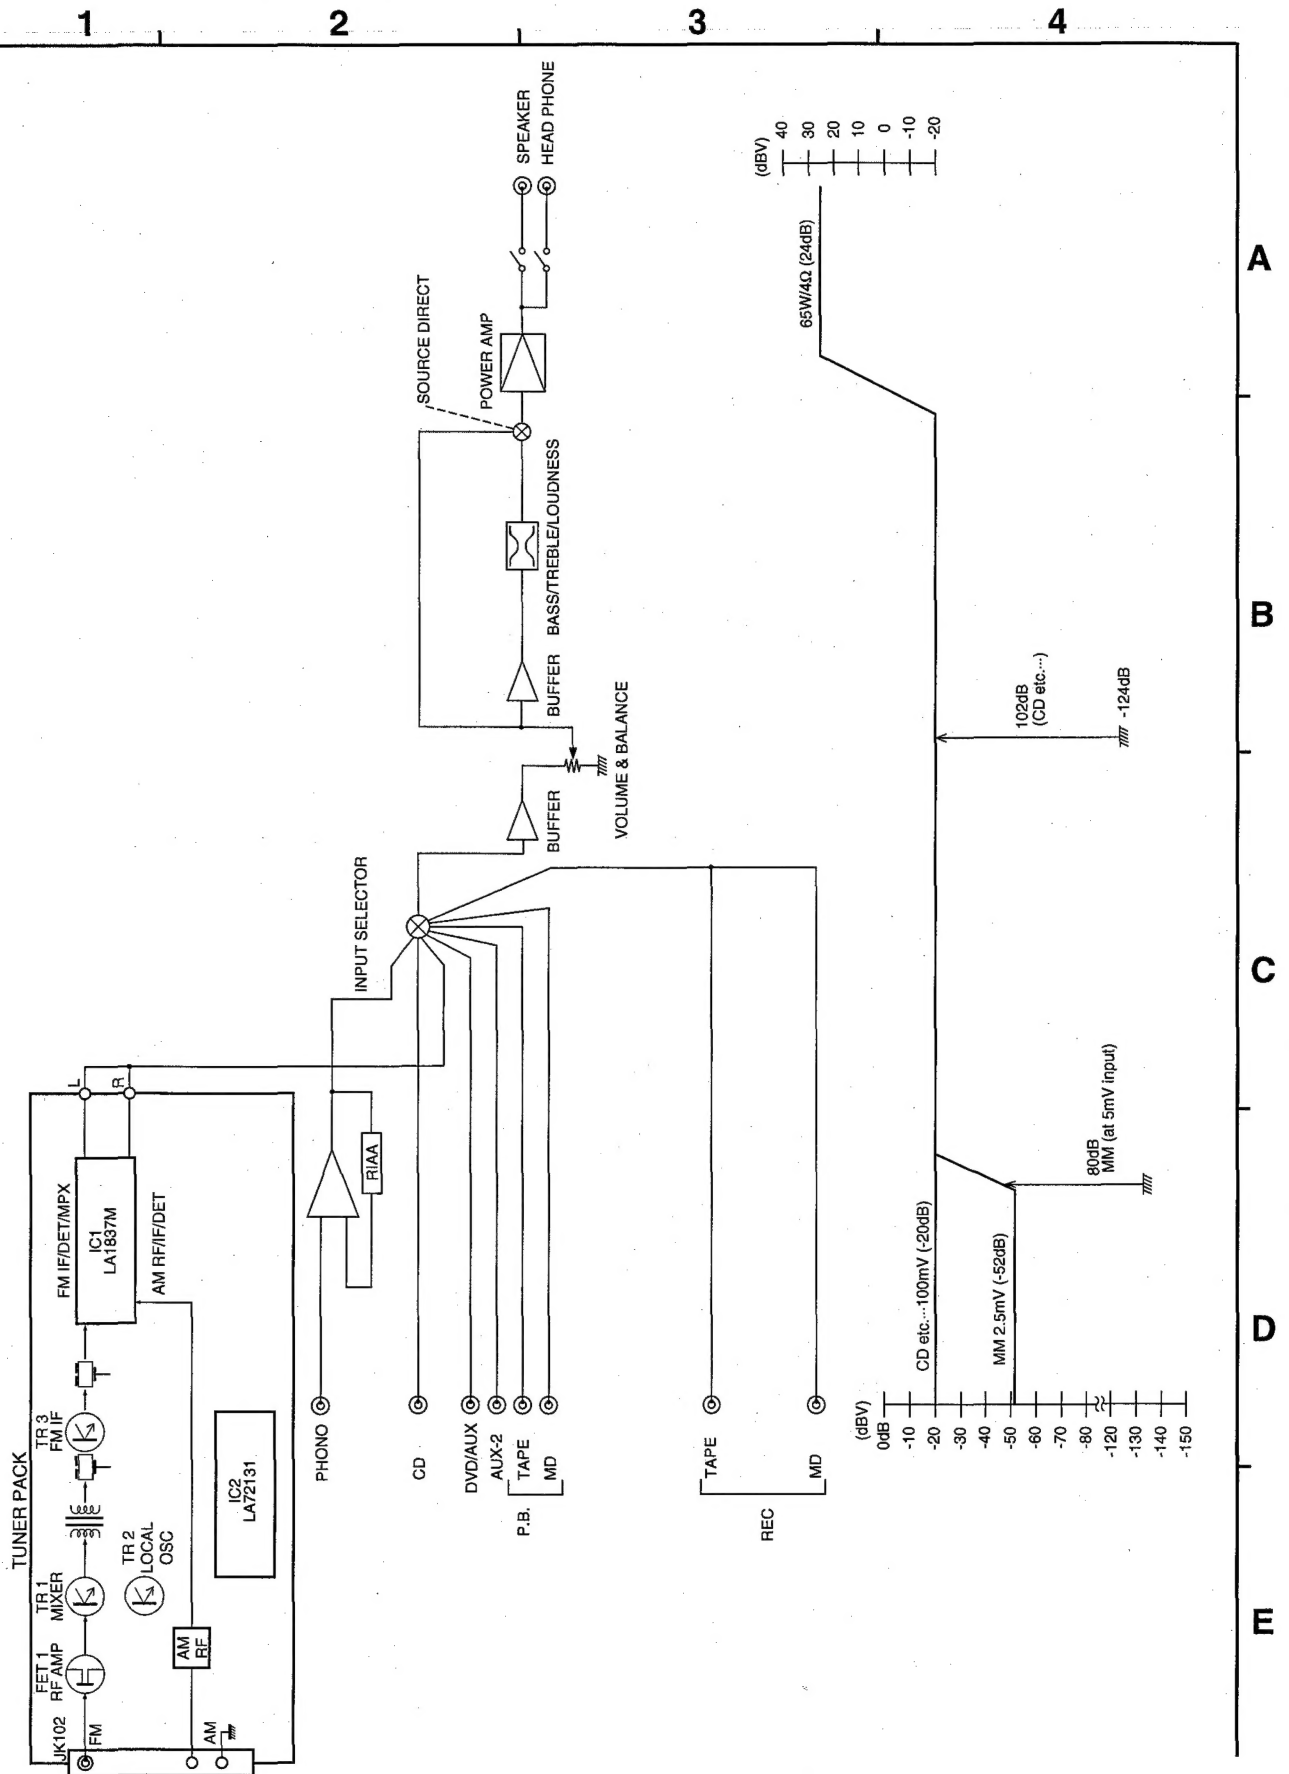 1
2
3
4
A
B
C
D
E
TUNER PACK
JK102
FM
AM
FET 1
RF AMP
TR 1
MIXER
TR 2
LOCAL
OSC
TR 3
FM IF
FM IF/DET/MPX
IC1
LA1837M
AM RF/IF/DET
AM
RF
IC2
LA72131
L
R
PHONO
RIAA
INPUT SELECTOR
CD
DVD/AUX
AUX-2
TAPE
MD
P.B.
TAPE
MD
REC
BUFFER
VOLUME & BALANCE
BUFFER
BASS/TREBLE/LOUDNESS
SOURCE DIRECT
POWER AMP
SPEAKER
HEAD PHONE
(dBV)
0dB
-10
-20
-30
-40
-50
-60
-70
-80
-120
-130
-140
-150
CD etc.···100mV (-20dB)
MM 2.5mV (-52dB)
80dB
MM (at 5mV input)
102dB
(CD etc.···)
-124dB
65W/4Ω (24dB)
(dBV)
40
30
20
10
0
-10
-20